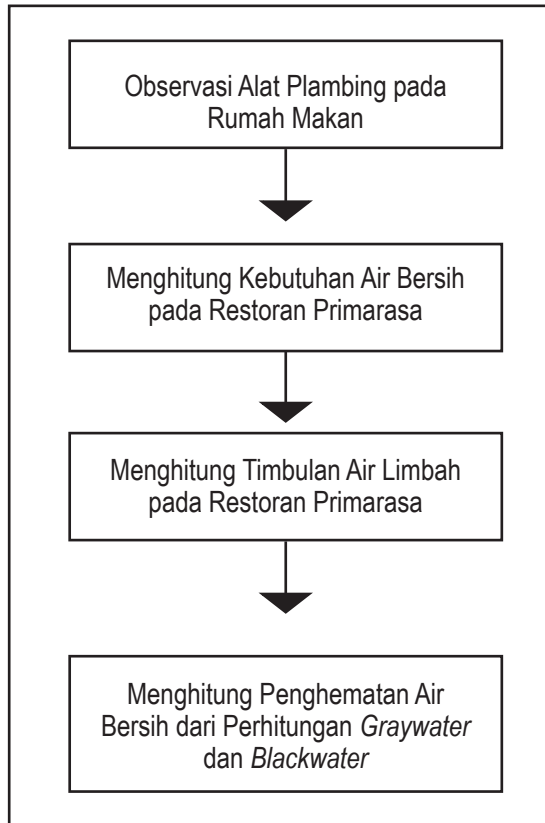 Observasi Alat Plambing pada
Rumah Makan
Menghitung Kebutuhan Air Bersih
pada Restoran Primarasa
Menghitung Timbulan Air Limbah
pada Restoran Primarasa
Menghitung Penghematan Air
Bersih dari Perhitungan Graywater
dan Blackwater